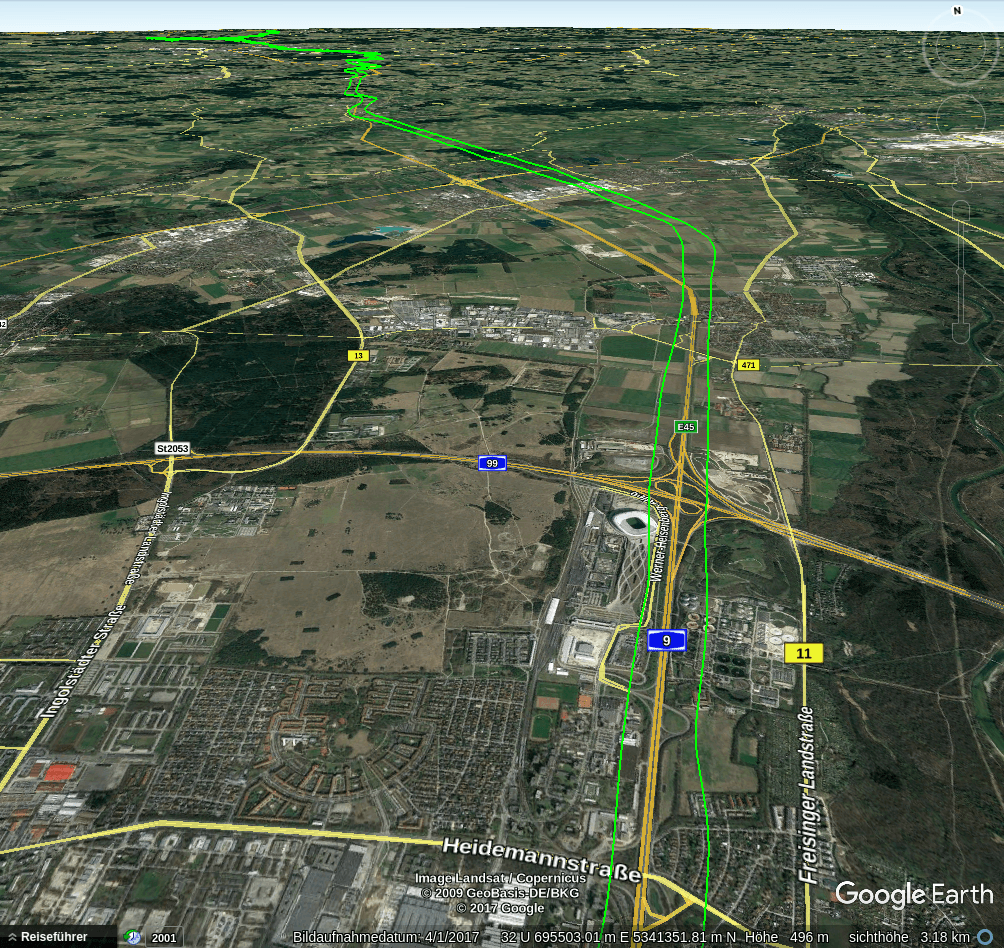 N
13
471
E45
St2053
99
Werner-Heisenberg
Ingolstädter Landstraße
9
11
Ingolstädter Straße
Freisinger Landstraße
Heidemannstraße
Image Landsat / Copernicus
© 2009 GeoBasis-DE/BKG
© 2017 Google
Google Earth
Reiseführer
2001
Bildaufnahmedatum: 4/1/2017 32 U 695503.01 m E 5341351.81 m N Höhe 496 m sichthöhe 3.18 km